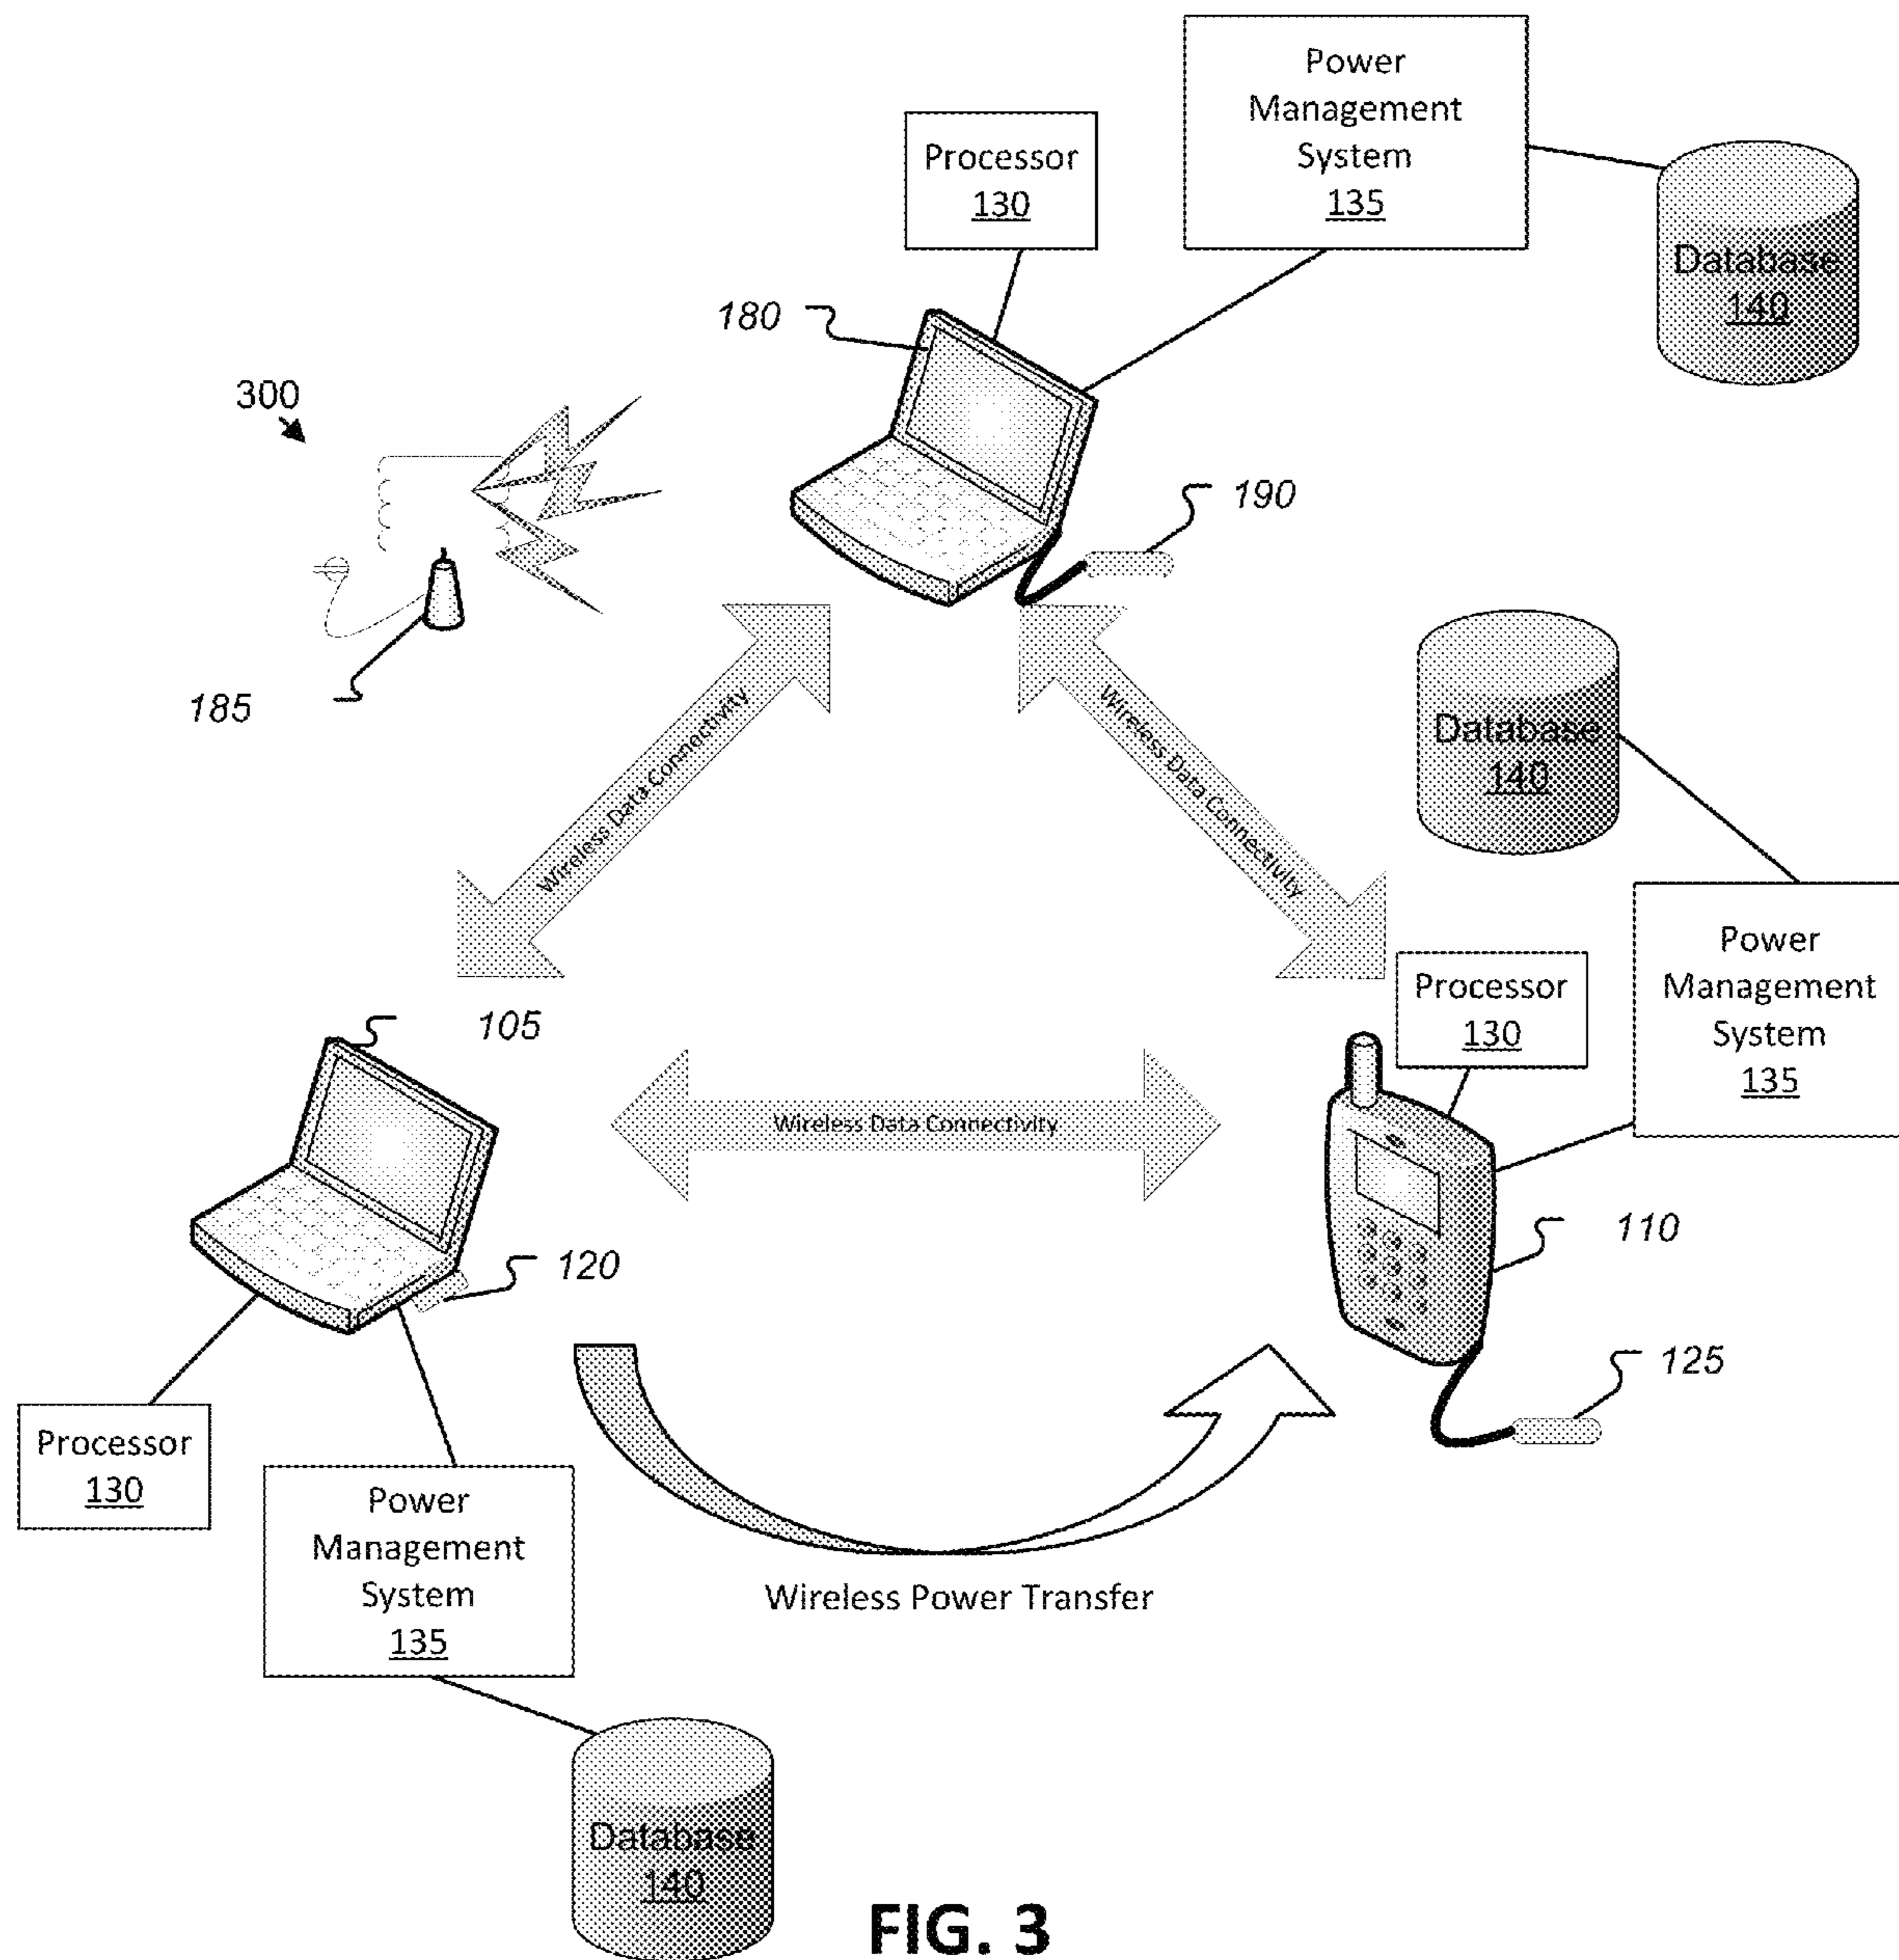 Power
Management
System
135
Processor
130
Database
140
180
300
190
185
Wireless Data Connectivity
Wireless Data Connectivity
Database
140
Power
Management
System
135
Processor
130
105
Wireless Data Connectivity
110
120
125
Processor
130
Power
Management
System
135
Wireless Power Transfer
Database
140
FIG. 3